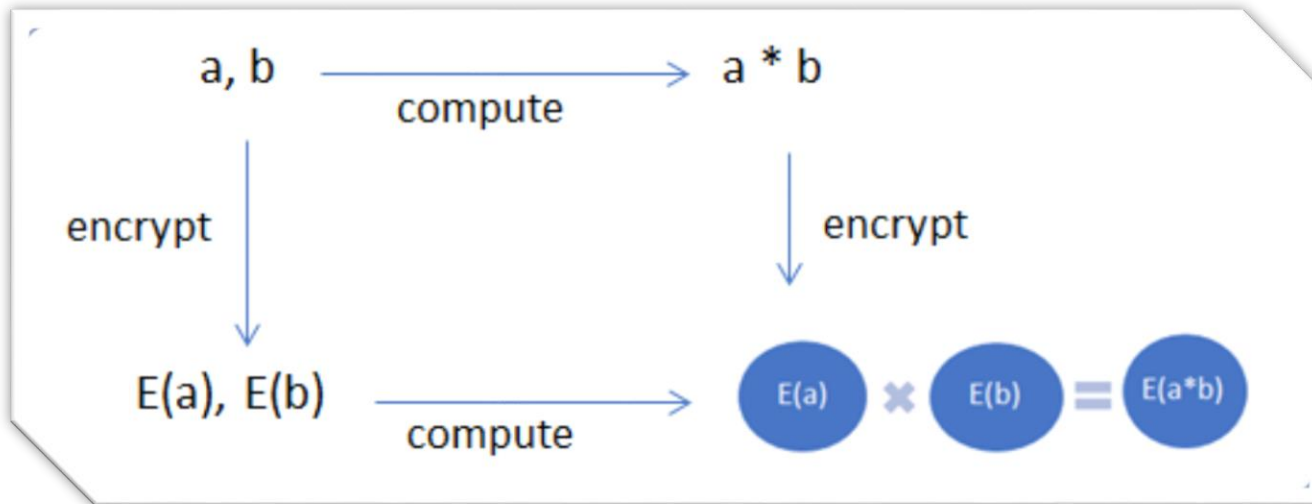 a, b
compute
a * b
encrypt
encrypt
E(a), E(b)
compute
E(a) × E(b) = E(a*b)